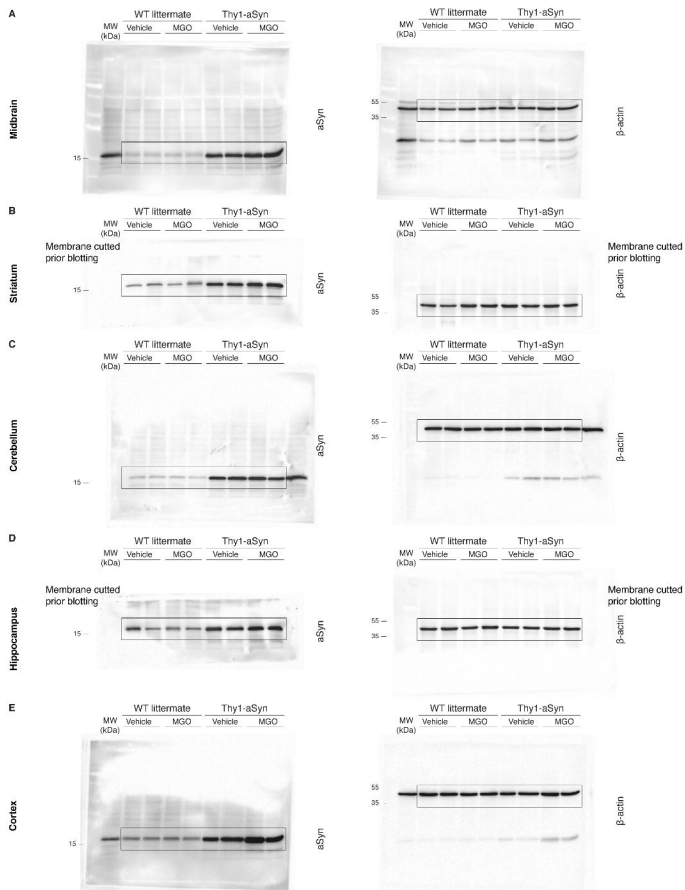 A
WT littermate Thy1-aSyn
MW (kDa) Vehicle MGO Vehicle MGO
Midbrain
15
aSyn
WT littermate Thy1-aSyn
MW (kDa) Vehicle MGO Vehicle MGO
55
35
β-actin
B
WT littermate Thy1-aSyn
MW (kDa) Vehicle MGO Vehicle MGO
Membrane cutted
prior blotting
Striatum
15
aSyn
WT littermate Thy1-aSyn
MW (kDa) Vehicle MGO Vehicle MGO
Membrane cutted
prior blotting
55
35
β-actin
C
WT littermate Thy1-aSyn
MW (kDa) Vehicle MGO Vehicle MGO
Cerebellum
15
aSyn
WT littermate Thy1-aSyn
MW (kDa) Vehicle MGO Vehicle MGO
55
35
β-actin
D
WT littermate Thy1-aSyn
MW (kDa) Vehicle MGO Vehicle MGO
Membrane cutted
prior blotting
Hippocampus
15
aSyn
WT littermate Thy1-aSyn
MW (kDa) Vehicle MGO Vehicle MGO
Membrane cutted
prior blotting
55
35
β-actin
E
WT littermate Thy1-aSyn
MW (kDa) Vehicle MGO Vehicle MGO
Cortex
15
aSyn
WT littermate Thy1-aSyn
MW (kDa) Vehicle MGO Vehicle MGO
55
35
β-actin